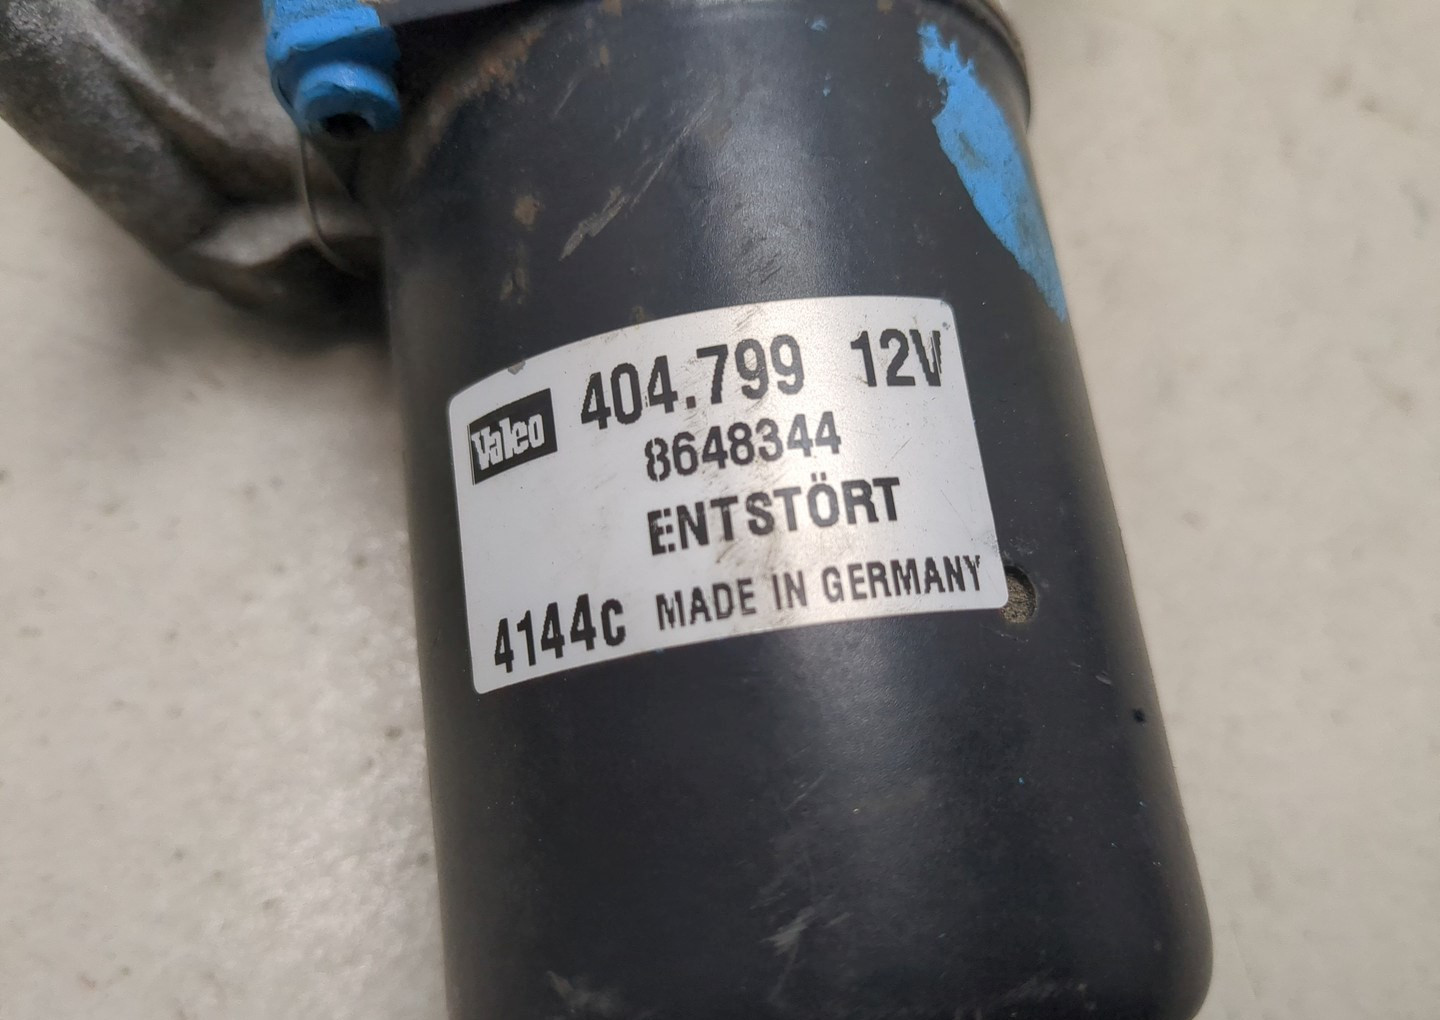 Valeo 404.799 12V
8648344
ENTSTÖRT
4144c MADE IN GERMANY